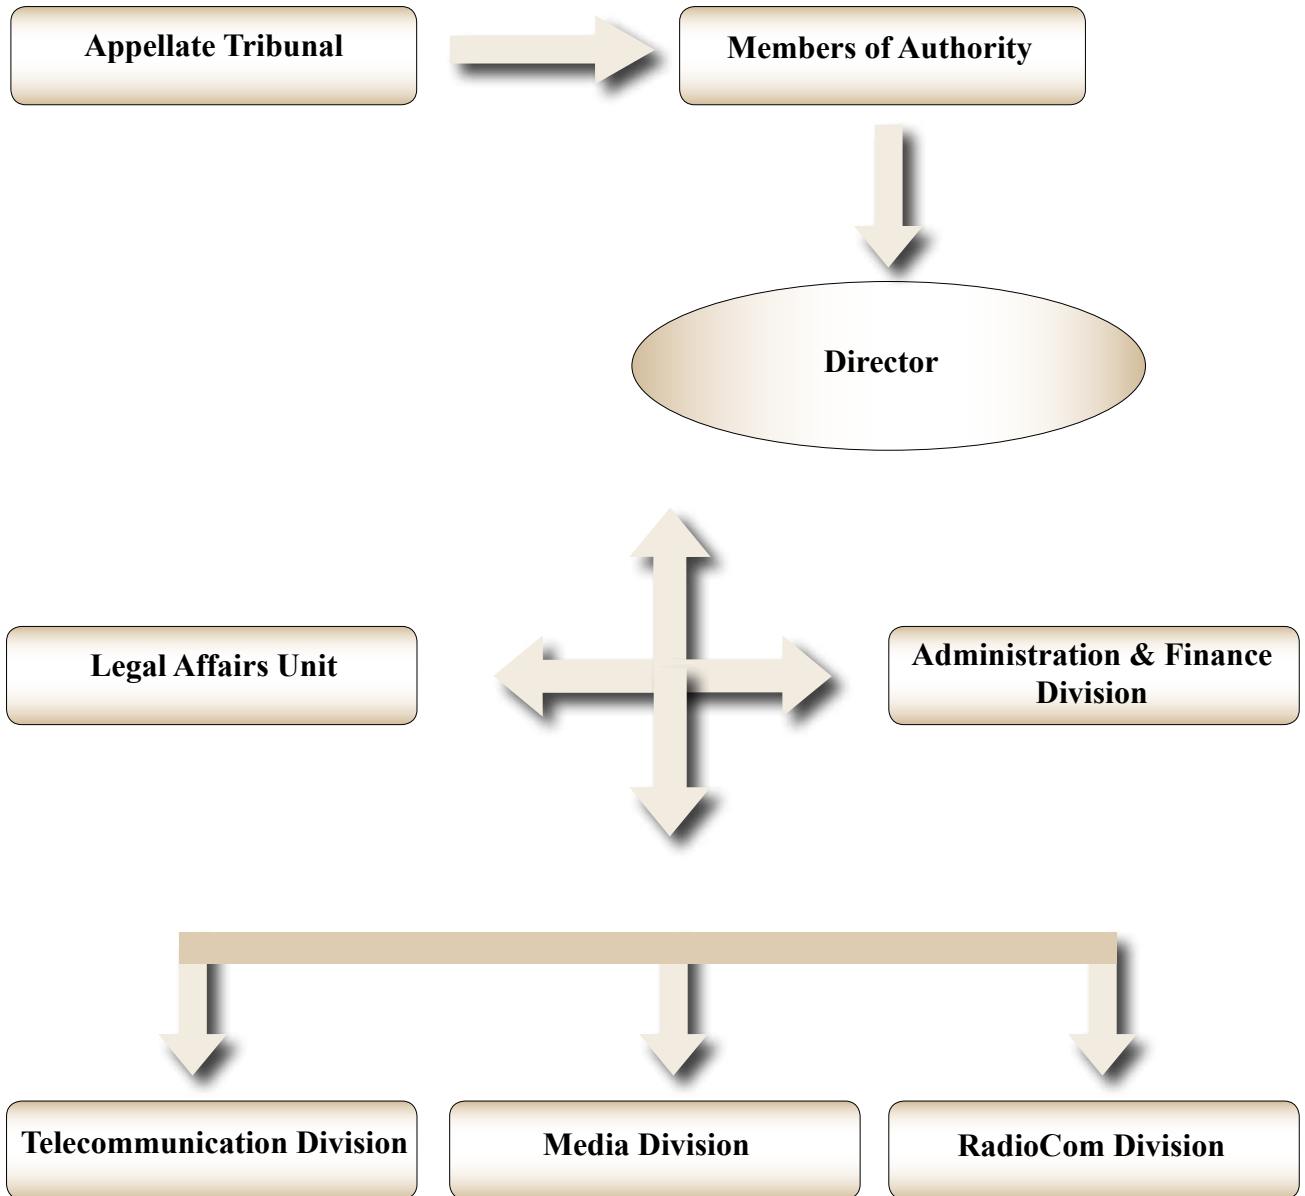 Appellate Tribunal
Members of Authority
Director
Legal Affairs Unit
Administration & Finance
Division
Telecommunication Division
Media Division
RadioCom Division